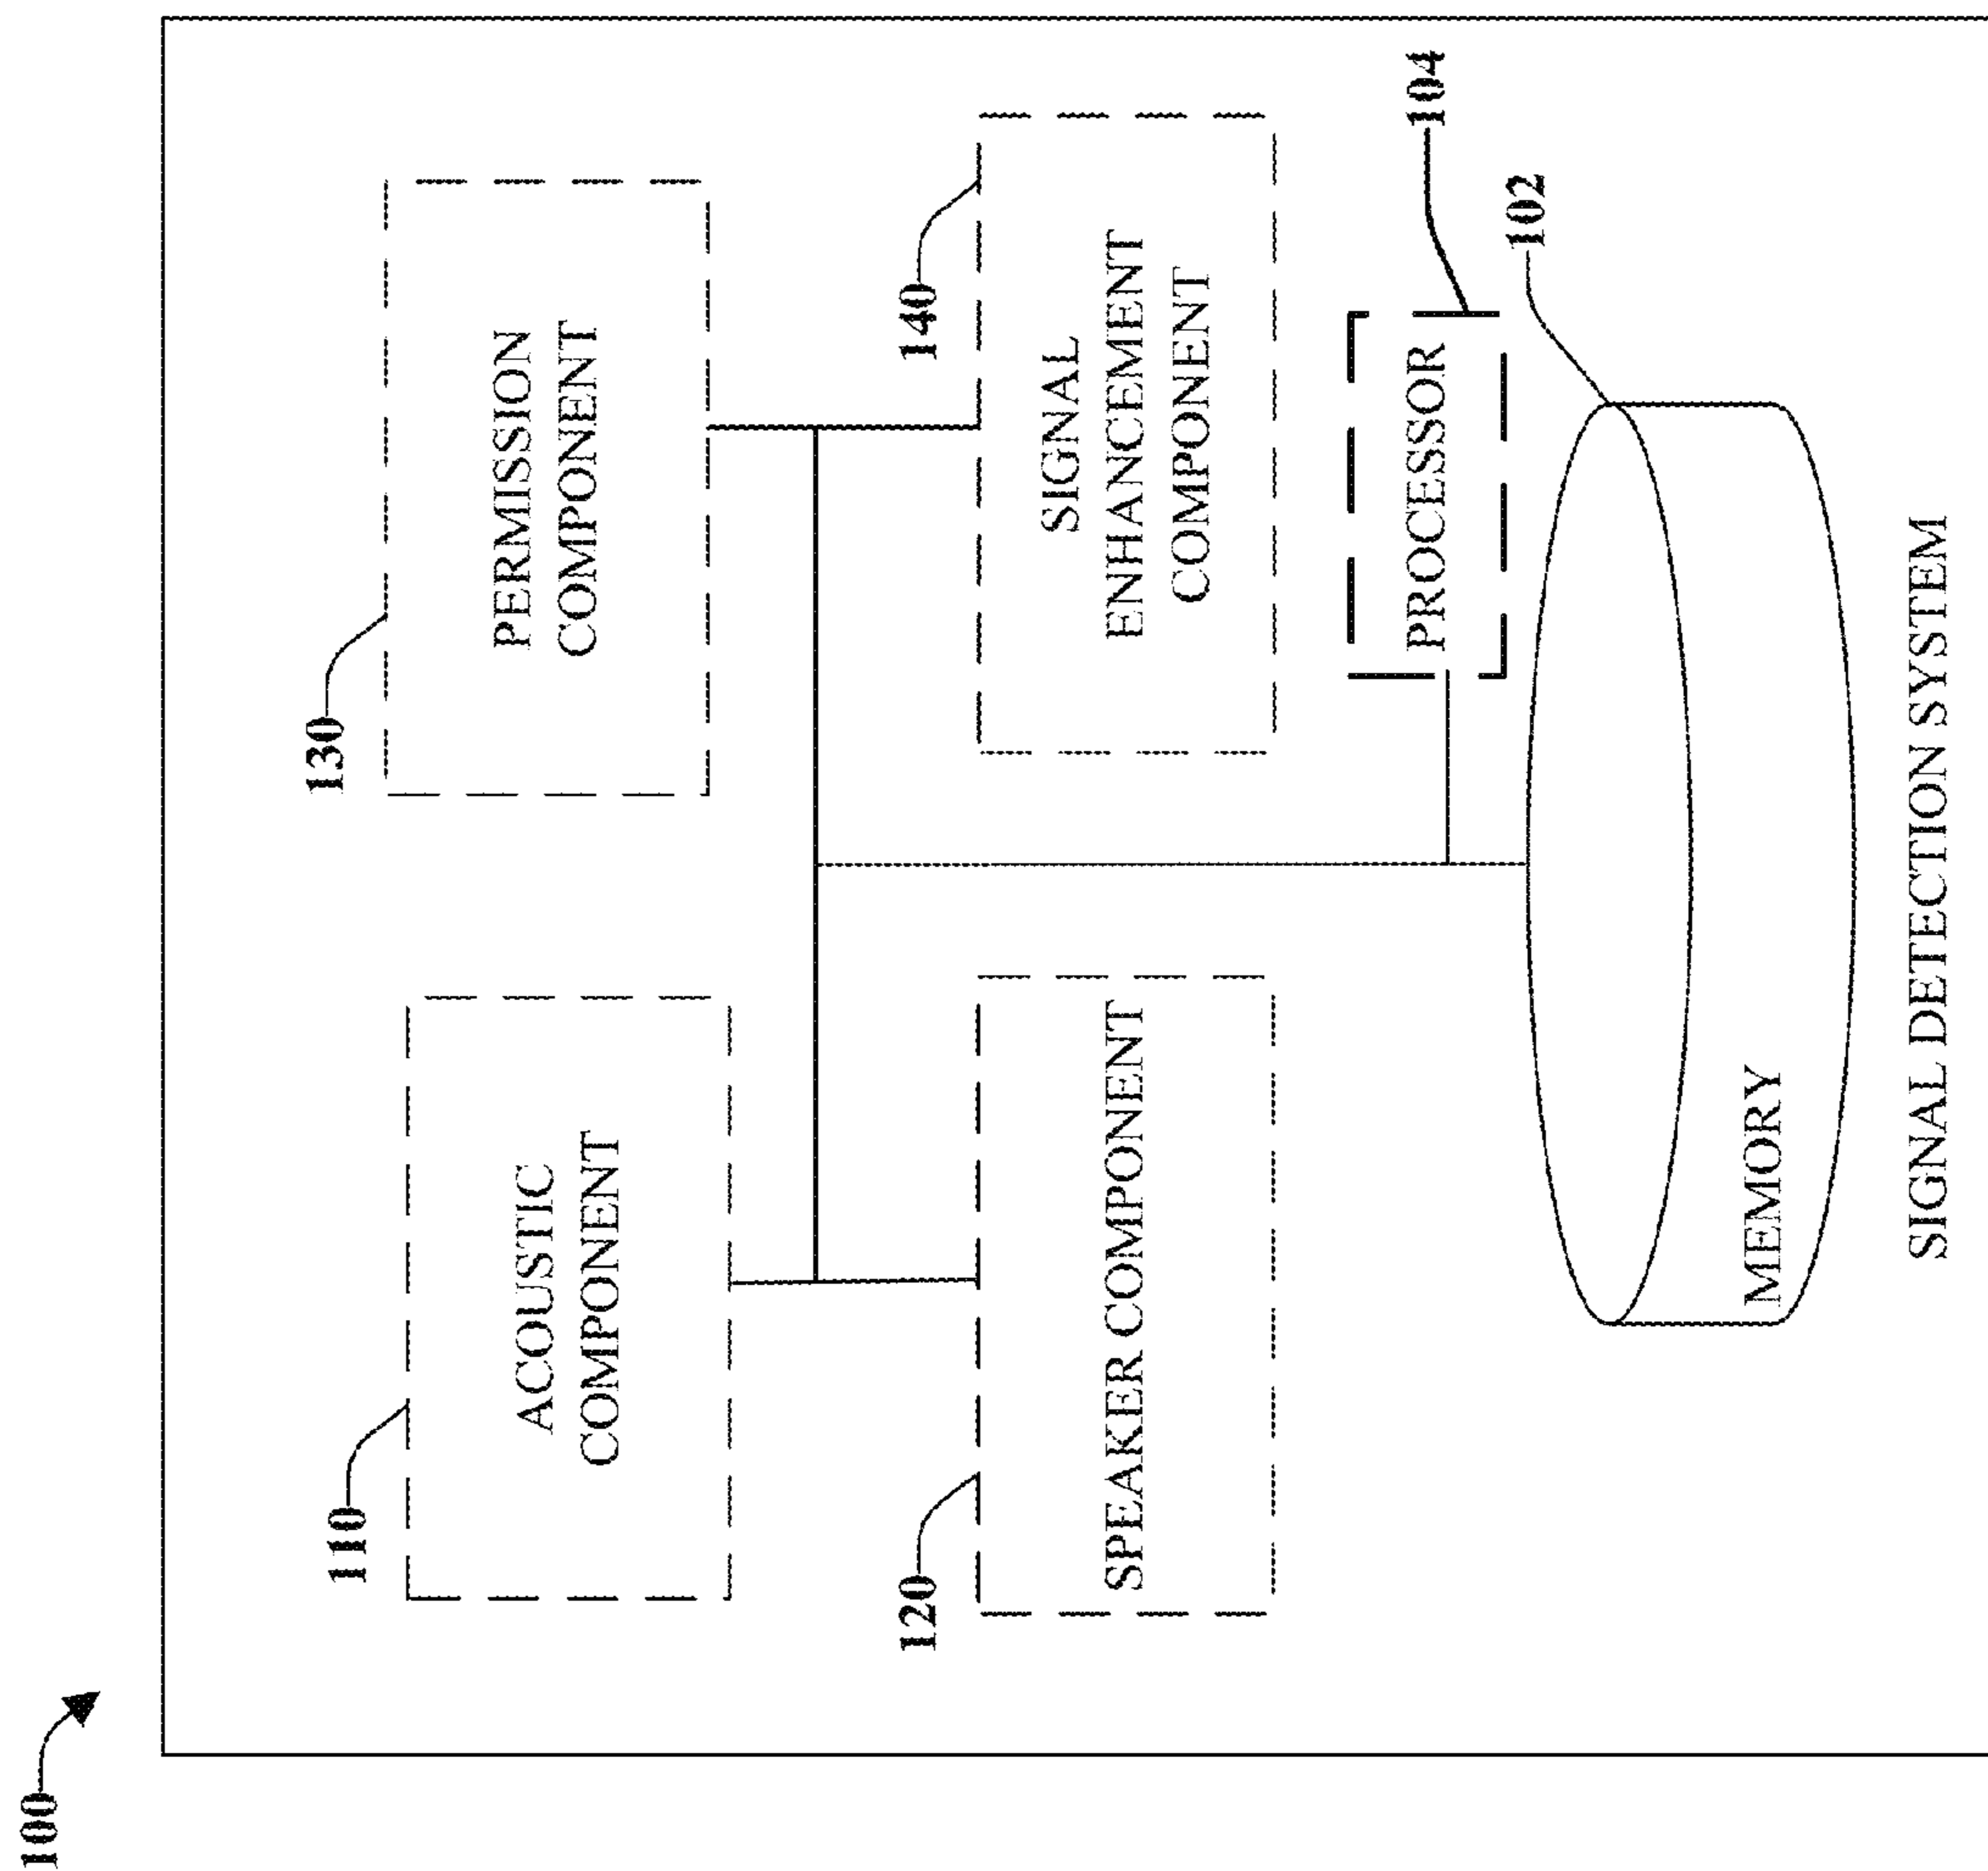 100
110
ACOUSTIC
COMPONENT
130
PERMISSION
COMPONENT
120
SPEAKER COMPONENT
140
SIGNAL
ENHANCEMENT
COMPONENT
104
PROCESSOR
102
MEMORY
SIGNAL DETECTION SYSTEM